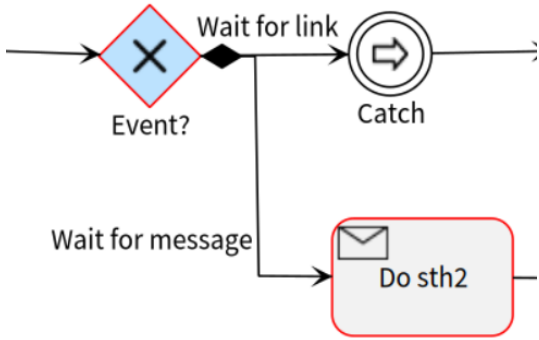 Wait for link
Event?
Catch
Wait for message
Do sth2